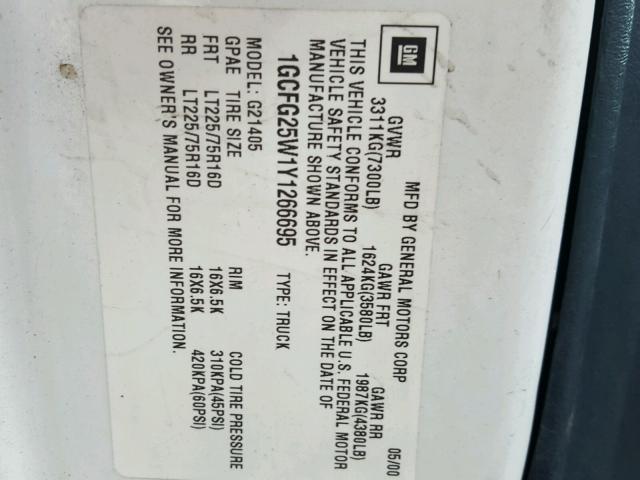 GM
MFD BY GENERAL MOTORS CORP 05/00
GVWR GAWR FRT GAWR RR
3311KG(7300LB) 1624KG(3580LB) 1987KG(4380LB)
THIS VEHICLE CONFORMS TO ALL APPLICABLE U.S. FEDERAL MOTOR
VEHICLE SAFETY STANDARDS IN EFFECT ON THE DATE OF
MANUFACTURE SHOWN ABOVE.
1GCFG25W1Y1266695 TYPE: TRUCK
MODEL: G21405
GPAE TIRE SIZE RIM COLD TIRE PRESSURE
FRT LT225/75R16D 16X6.5K 310KPA(45PSI)
RR LT225/75R16D 16X6.5K 420KPA(60PSI)
SEE OWNER'S MANUAL FOR MORE INFORMATION.